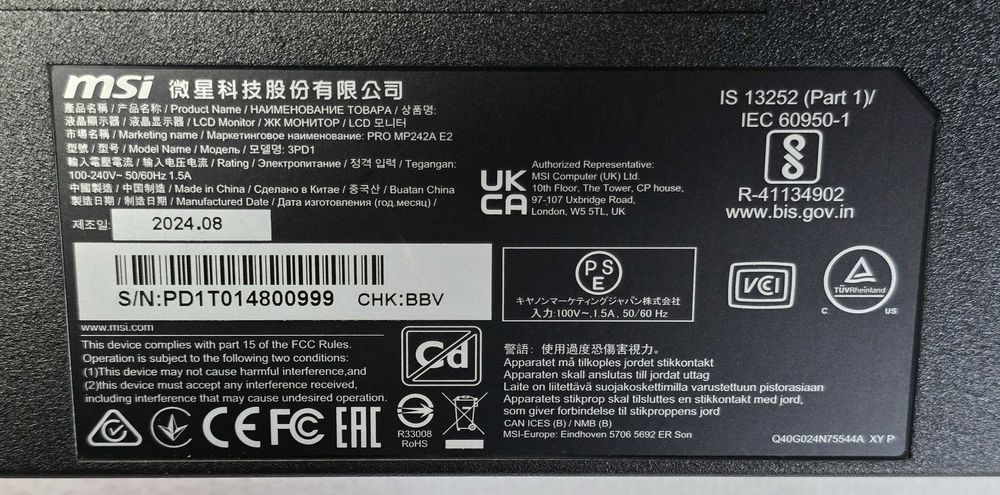 msi 微星科技股份有限公司
產品名稱 / 产品名称 / Product Name / НАИМЕНОВАНИЕ ТОВАРА / 상품명:
液晶顯示器 / 液晶显示器 / LCD Monitor / ЖК МОНИТОР / LCD 모니터
市場名稱 / Marketing name / Маркетинговое наименование: PRO MP242A E2
型號 / 型号 / Model / Модель / 모델명: 3PD1
輸入電壓電流 / 输入电压电流 / Rating / Электропитание / 정격 입력 / Tegangan:
100-240V~ 50/60Hz 1.5A
中國製造 / 中国制造 / Made in China / Сделано в Китае / 중국산 / Buatan China
製造日期 / 制造日期 / Manufactured Date / Дата изготовления (год.месяц) /
제조일: 2024.08
S/N:PD1T014800999 CHK:BBV
www.msi.com
This device complies with part 15 of the FCC Rules.
Operation is subject to the following two conditions:
(1)This device may not cause harmful interference,and
(2)this device must accept any interference received,
including interference that may cause undesired operation.
Cd
CE FC EAC
R33008
RoHS
UK
CA
Authorized Representative:
MSI Computer (UK) Ltd.
10th Floor, The Tower, CP house,
97-107 Uxbridge Road,
London, W5 5TL, UK
IS 13252 (Part 1)/
IEC 60950-1
R-41134902
www.bis.gov.in
PSE
キヤノンマーケティングジャパン株式会社
入力:100V~,1.5A, 50/60 Hz
VCI
TÜVRheinland
C US
警語: 使用過度恐傷害視力。
Apparatet må tilkoples jordet stikkontakt
Apparaten skall anslutas till jordat uttag
Laite on liitettävä suojakoskettimilla varustettuun pistorasiaan
Apparatets stikprop skal tilsluttes en stikkontakt med jord,
som giver forbindelse til stikproppens jord
CAN ICES (B) / NMB (B)
MSI-Europe: Eindhoven 5706 5692 ER Son
Q40G024N75544A XY P